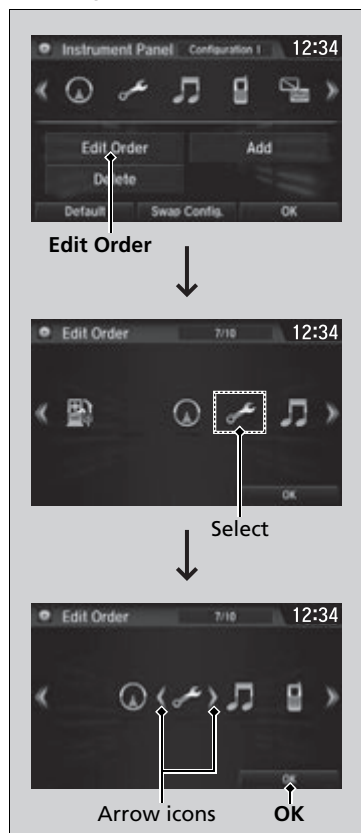 Instrument Panel Configuration 1 12:34
Edit Order Add
Delete
Default Swap Config. OK
Edit Order
Edit Order 7/10 12:34
OK
Select
Edit Order 7/10 12:34
OK
Arrow icons OK